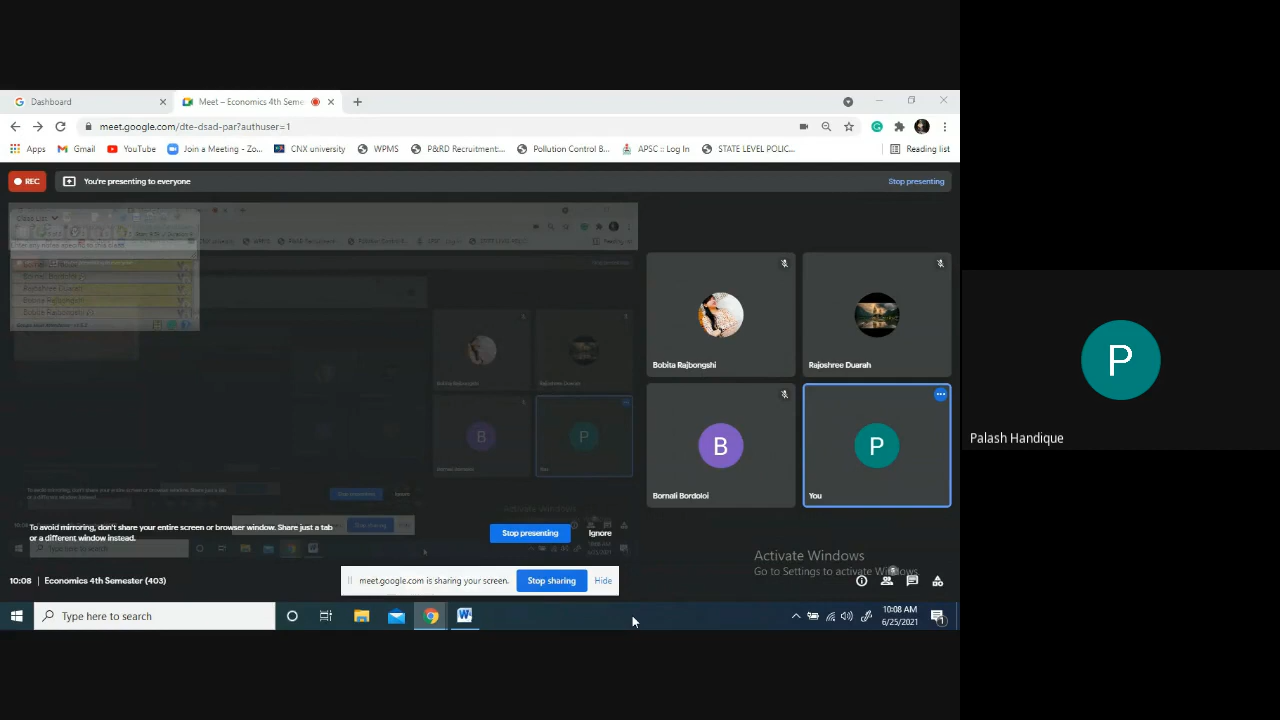 Dashboard
Meet – Economics 4th Seme
meet.google.com/dte-dsad-par?authuser=1
Apps
Gmail
YouTube
Join a Meeting - Zo...
CNX university
WPMS
P&RD Recruitment...
Pollution Control B...
APSC :: Log In
STATE LEVEL POLIC...
Reading list
REC
You're presenting to everyone
Stop presenting
Class List
Bobita Rajbongshi
Rajoshree Duarah
Bornali Bordoloi
You
B
P
P
Palash Handique
To avoid mirroring, don't share your entire screen or browser window. Share just a tab
or a different window instead.
Stop presenting
Ignore
Activate Windows
Go to Settings to activate Windows.
10:08 | Economics 4th Semester (403)
meet.google.com is sharing your screen.
Stop sharing
Hide
Type here to search
10:08 AM
6/25/2021